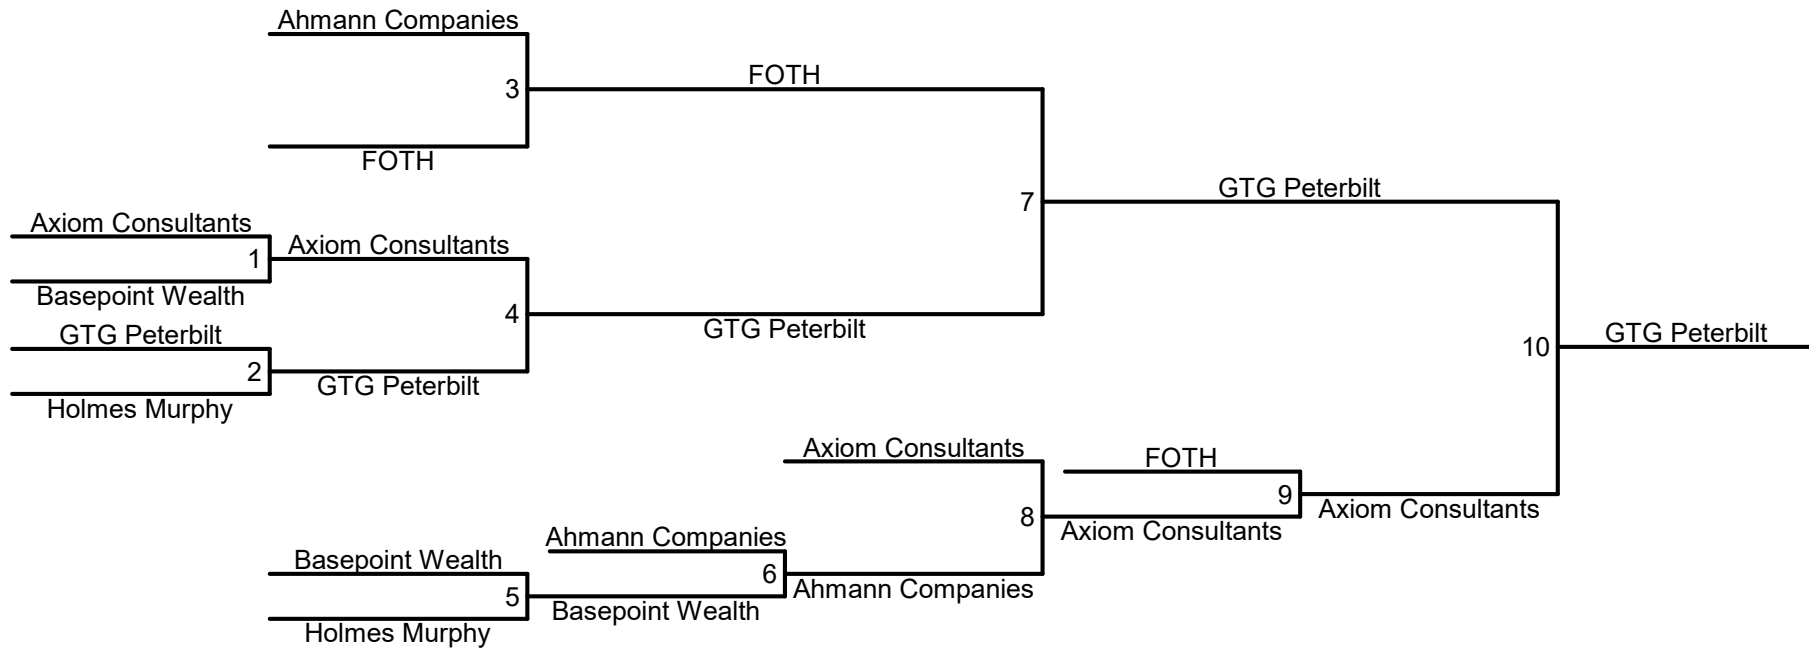 Ahmann Companies
3
FOTH
FOTH
7
GTG Peterbilt
Axiom Consultants
1
Axiom Consultants
Basepoint Wealth
4
GTG Peterbilt
GTG Peterbilt
2
GTG Peterbilt
Holmes Murphy
10
GTG Peterbilt
Axiom Consultants
FOTH
9
Axiom Consultants
8
Axiom Consultants
Ahmann Companies
Basepoint Wealth
6
Ahmann Companies
5
Basepoint Wealth
Holmes Murphy